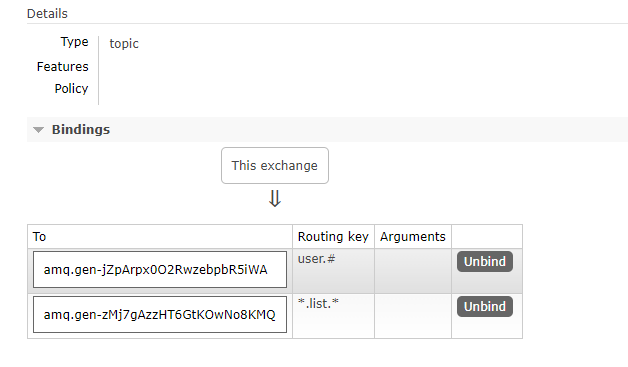 Details
Type topic
Features
Policy
Bindings
This exchange
To Routing key Arguments
amq.gen-jZpArpx0O2RwzebpbR5iWA user.# Unbind
amq.gen-zMj7gAzzHT6GtKOwNo8KMQ *.list.* Unbind